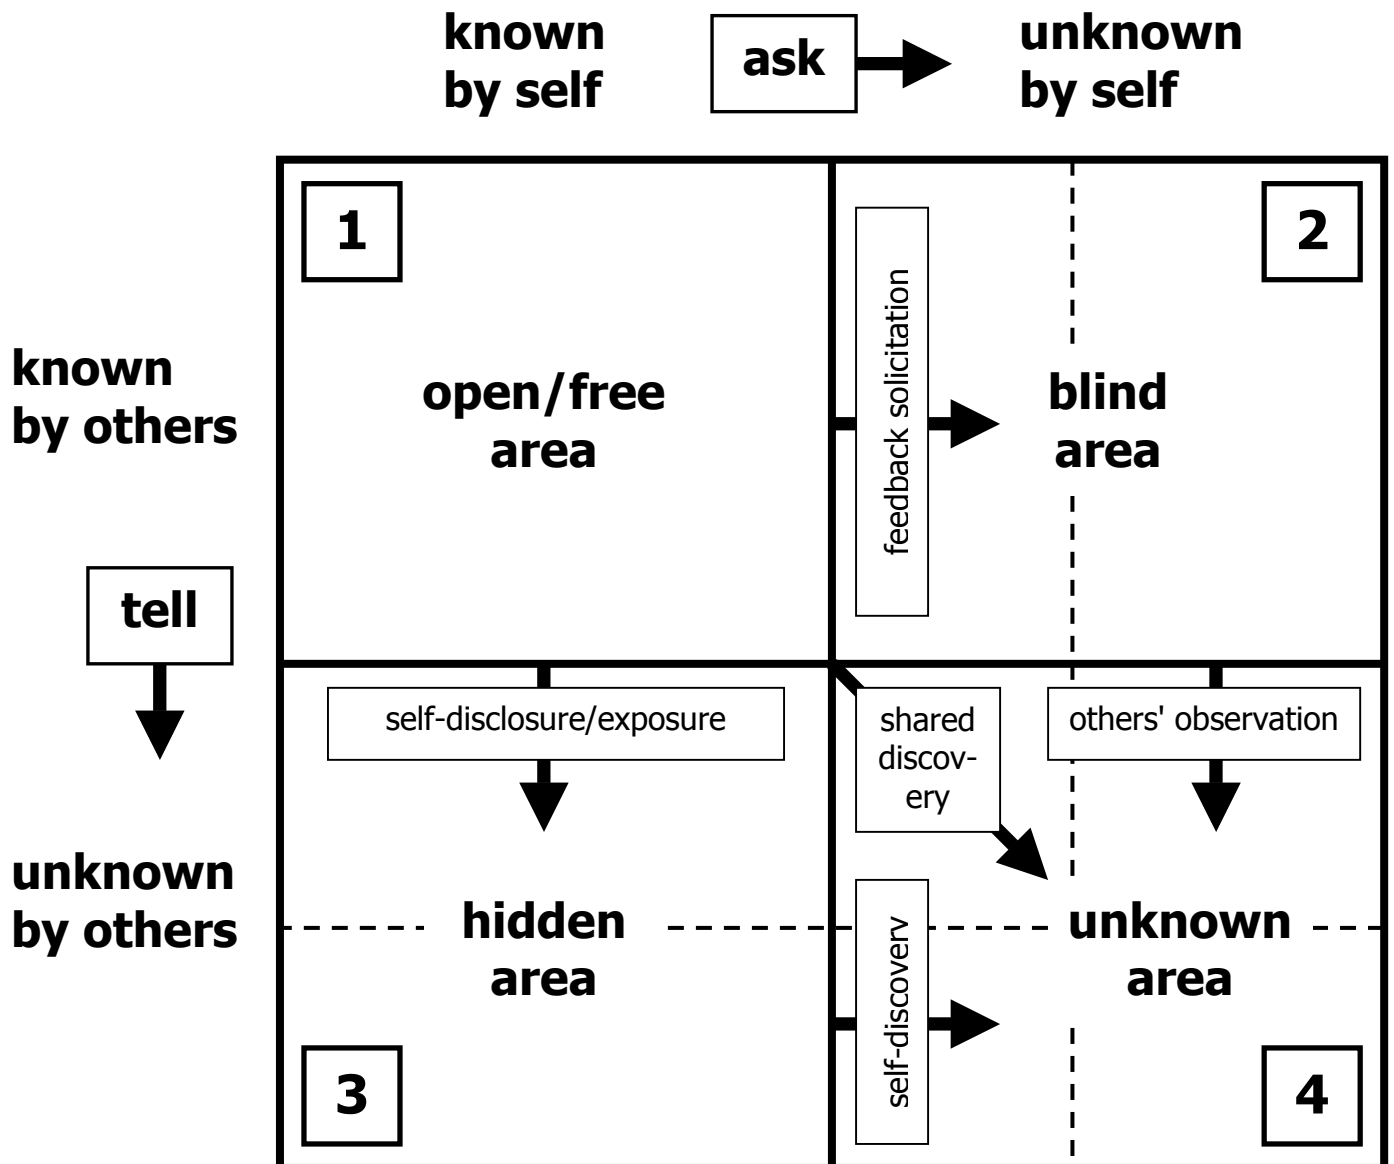 known
by self
ask
unknown
by self
1
2
known
by others
open/free
area
feedback solicitation
blind
area
tell
self-disclosure/exposure
shared
discov-
ery
others' observation
unknown
by others
hidden
area
self-discovery
unknown
area
3
4